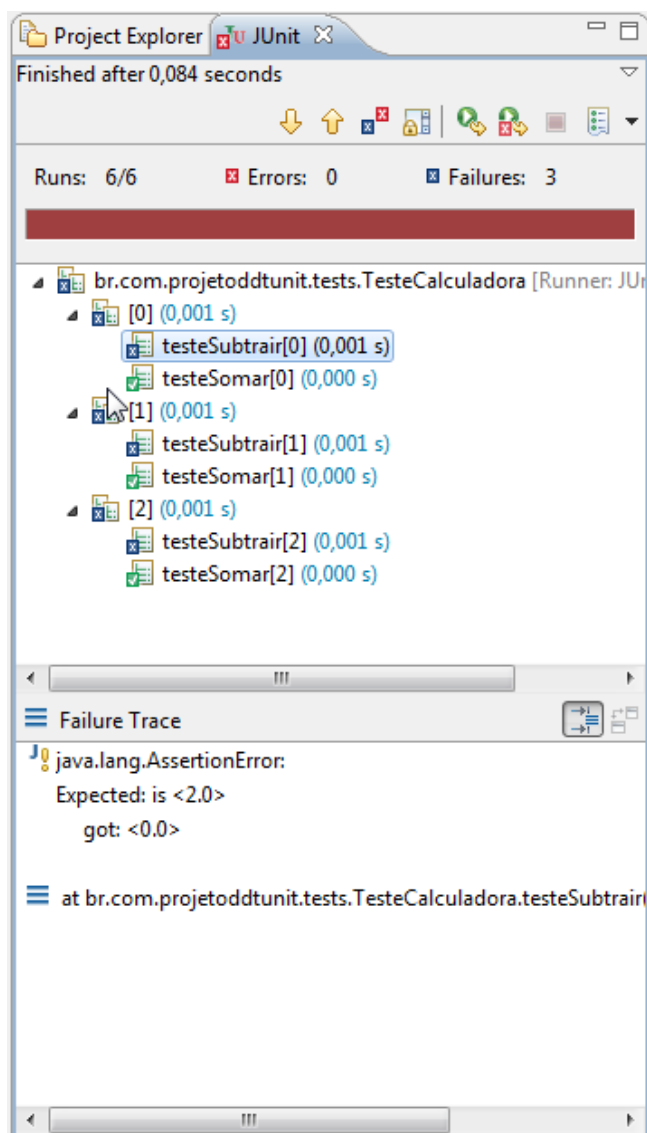 Project Explorer JUnit
Finished after 0,084 seconds
Runs: 6/6 Errors: 0 Failures: 3
br.com.projetoddtunit.tests.TesteCalculadora [Runner: JU
[0] (0,001 s)
testeSubtrair[0] (0,001 s)
testeSomar[0] (0,000 s)
[1] (0,001 s)
testeSubtrair[1] (0,001 s)
testeSomar[1] (0,000 s)
[2] (0,001 s)
testeSubtrair[2] (0,001 s)
testeSomar[2] (0,000 s)
Failure Trace
java.lang.AssertionError:
Expected: is <2.0>
got: <0.0>
at br.com.projetoddtunit.tests.TesteCalculadora.testeSubtrair(